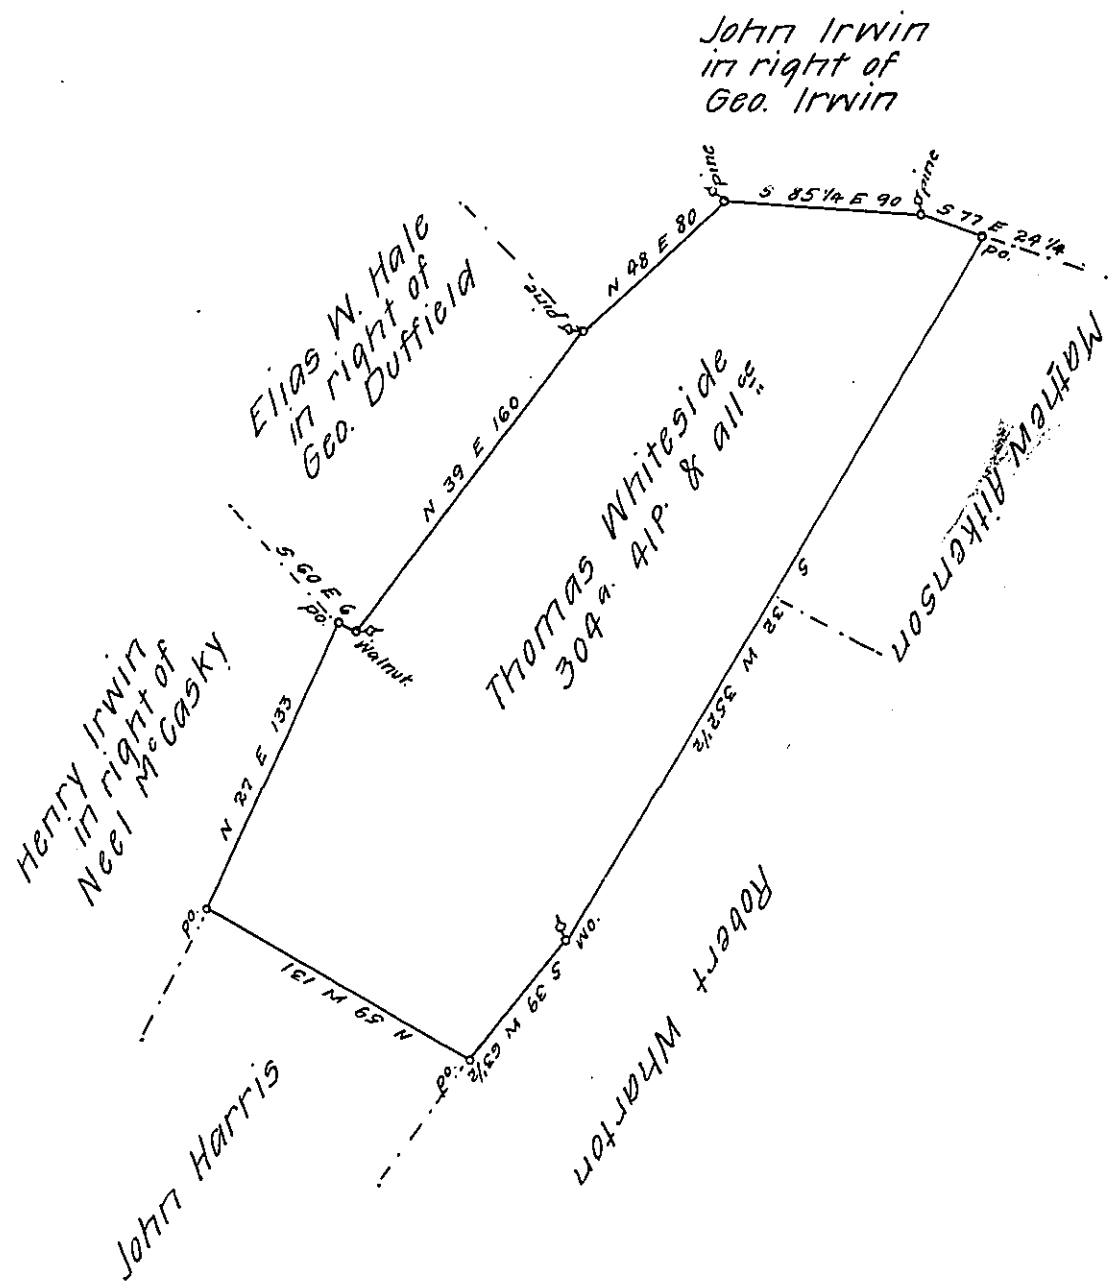 John Irwin
in right of
Geo. Irwin
pine
S 85 1/4 E 90
pine
S 77 E 24 1/4
po.
N 48 E 80
pine.
Elias W. Hale
in right of
Geo. Duffield
N 39 E 160
Mathew Aitkenson
Thomas Whiteside
304 a. 41 P. & all ce
S 60 E 6
po.
Walnut.
S 32 W 352 1/2
Henry Irwin
in right of
Neel McCasky
N 27 E 133
po.
N 59 W 131
WO.
S 39 W 63 1/2
po.
Robert Wharton
John Harris